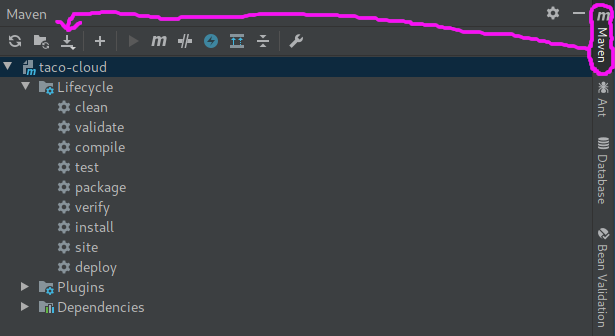 Maven
m
taco-cloud
Lifecycle
clean
validate
compile
test
package
verify
install
site
deploy
Plugins
Dependencies
m Maven
Ant
Database
Bean Validation